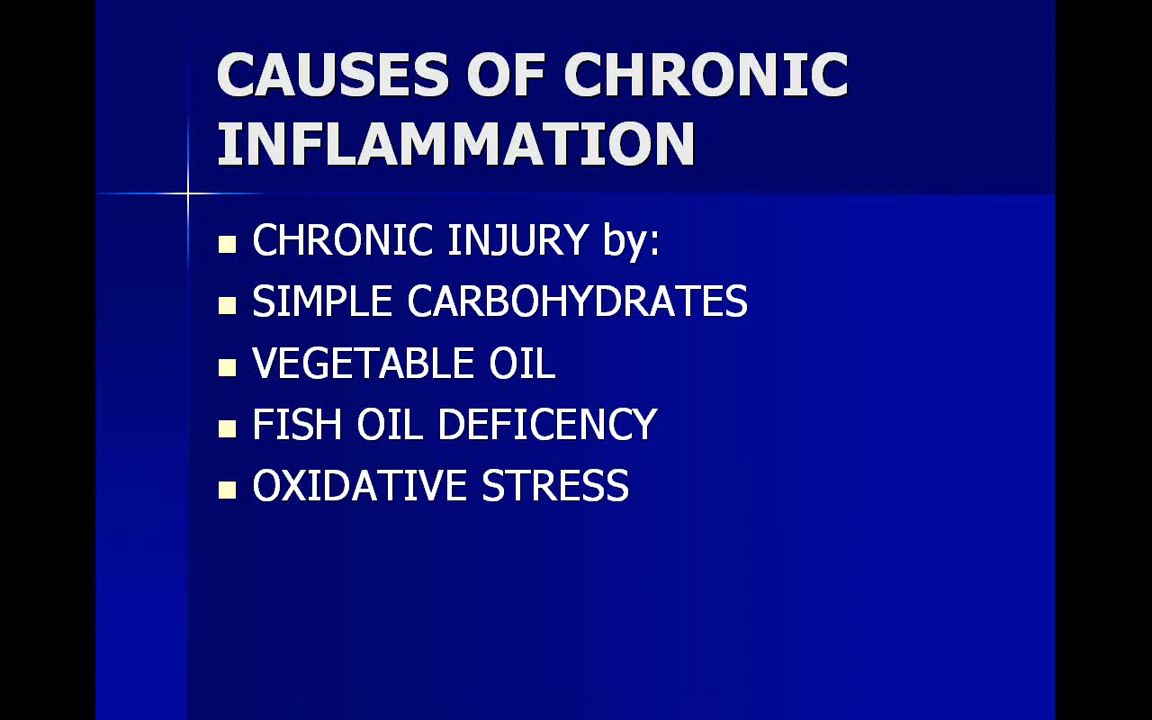 CAUSES OF CHRONIC
INFLAMMATION
CHRONIC INJURY by:
SIMPLE CARBOHYDRATES
VEGETABLE OIL
FISH OIL DEFICENCY
OXIDATIVE STRESS